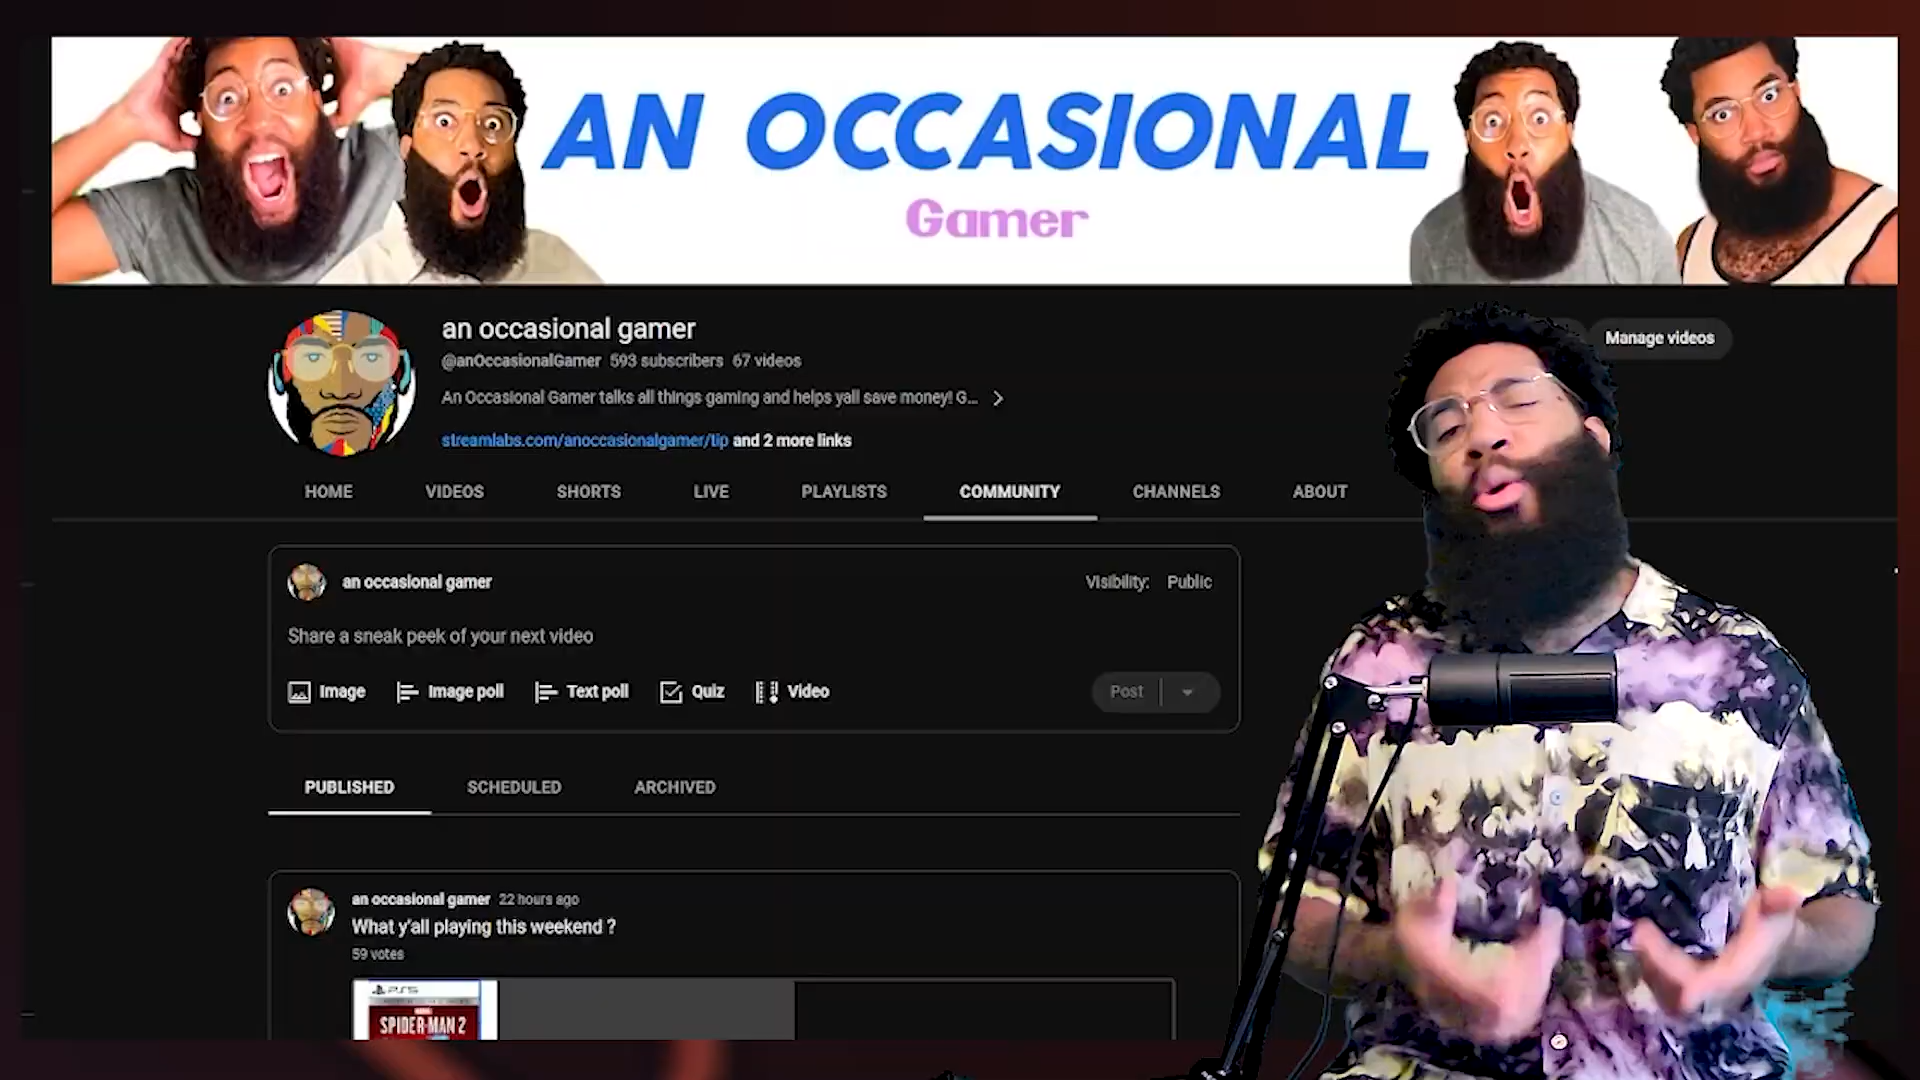 AN OCCASIONAL
Gamer
an occasional gamer
@anOccasionalGamer 593 subscribers 67 videos
An Occasional Gamer talks all things gaming and helps yall save money! G...
streamlabs.com/anoccasionalgamer/tip and 2 more links
Manage videos
HOME VIDEOS SHORTS LIVE PLAYLISTS COMMUNITY CHANNELS ABOUT
an occasional gamer Visibility: Public
Share a sneak peek of your next video
Image Image poll Text poll Quiz Video Post
PUBLISHED SCHEDULED ARCHIVED
an occasional gamer 22 hours ago
What y'all playing this weekend ?
59 votes
PS5
MARVEL
SPIDER-MAN 2